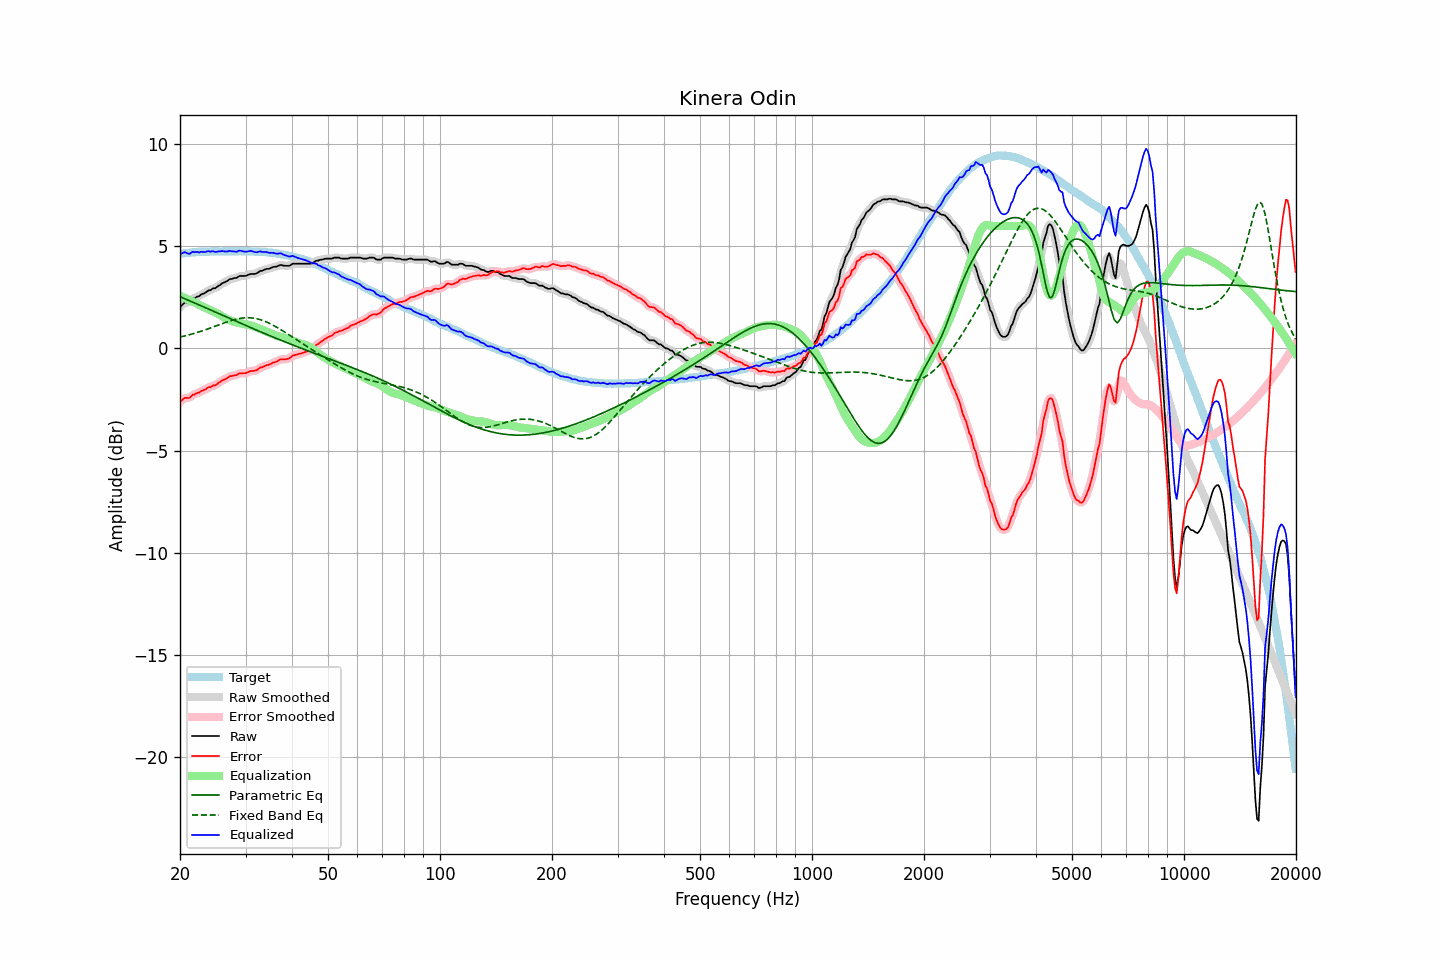 Kinera Odin
10
5
0
−5
−10
−15
−20
Amplitude (dBr)
Target
Raw Smoothed
Error Smoothed
Raw
Error
Equalization
Parametric Eq
Fixed Band Eq
Equalized
20 50 100 200 500 1000 2000 5000 10000 20000
Frequency (Hz)